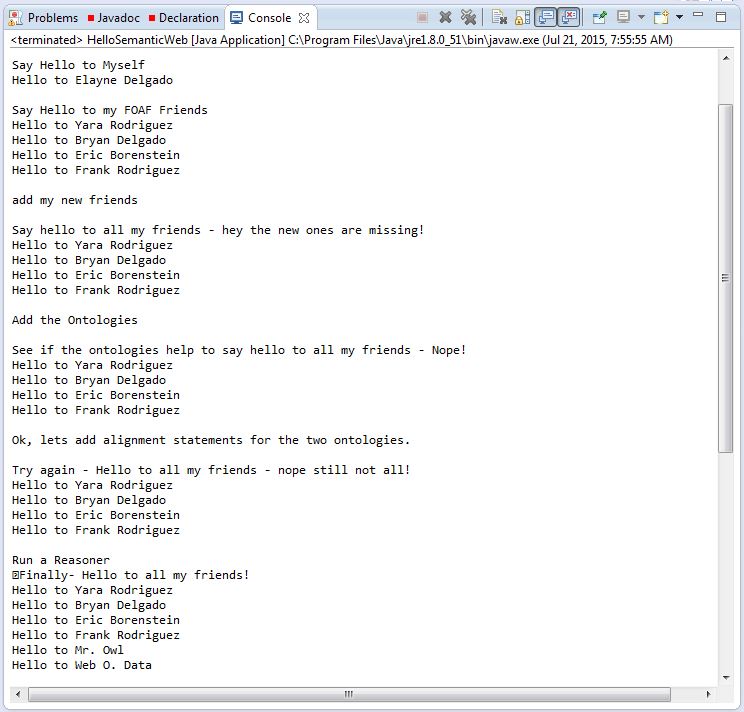 Problems Javadoc Declaration Console
<terminated> HelloSemanticWeb [Java Application] C:\Program Files\Java\jre1.8.0_51\bin\javaw.exe (Jul 21, 2015, 7:55:55 AM)
Say Hello to Myself
Hello to Elayne Delgado
Say Hello to my FOAF Friends
Hello to Yara Rodriguez
Hello to Bryan Delgado
Hello to Eric Borenstein
Hello to Frank Rodriguez
add my new friends
Say hello to all my friends - hey the new ones are missing!
Hello to Yara Rodriguez
Hello to Bryan Delgado
Hello to Eric Borenstein
Hello to Frank Rodriguez
Add the Ontologies
See if the ontologies help to say hello to all my friends - Nope!
Hello to Yara Rodriguez
Hello to Bryan Delgado
Hello to Eric Borenstein
Hello to Frank Rodriguez
Ok, lets add alignment statements for the two ontologies.
Try again - Hello to all my friends - nope still not all!
Hello to Yara Rodriguez
Hello to Bryan Delgado
Hello to Eric Borenstein
Hello to Frank Rodriguez
Run a Reasoner
Finally- Hello to all my friends!
Hello to Yara Rodriguez
Hello to Bryan Delgado
Hello to Eric Borenstein
Hello to Frank Rodriguez
Hello to Mr. Owl
Hello to Web O. Data